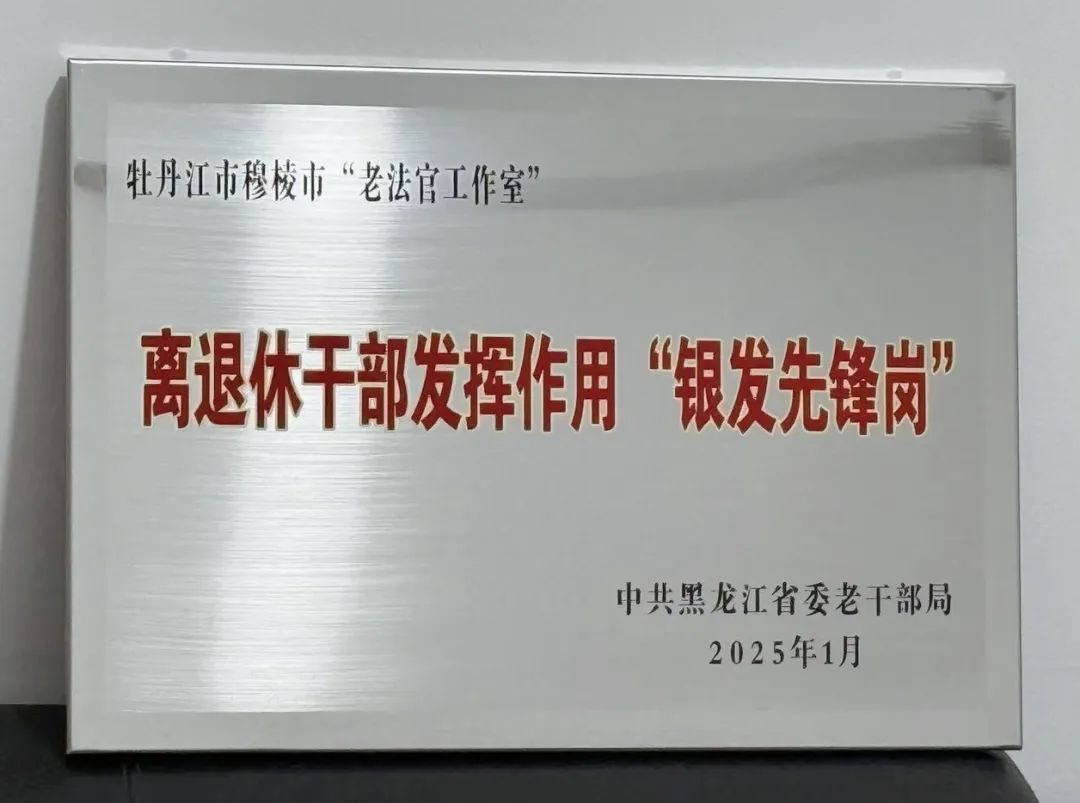 牡丹江市穆棱市“老法官工作室”
离退休干部发挥作用“银发先锋岗”
中共黑龙江省委老干部局
2025年1月